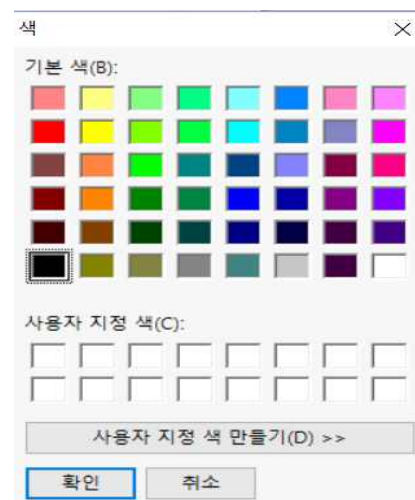 색
기본 색(B):
사용자 지정 색(C):
사용자 지정 색 만들기(D) >>
확인
취소